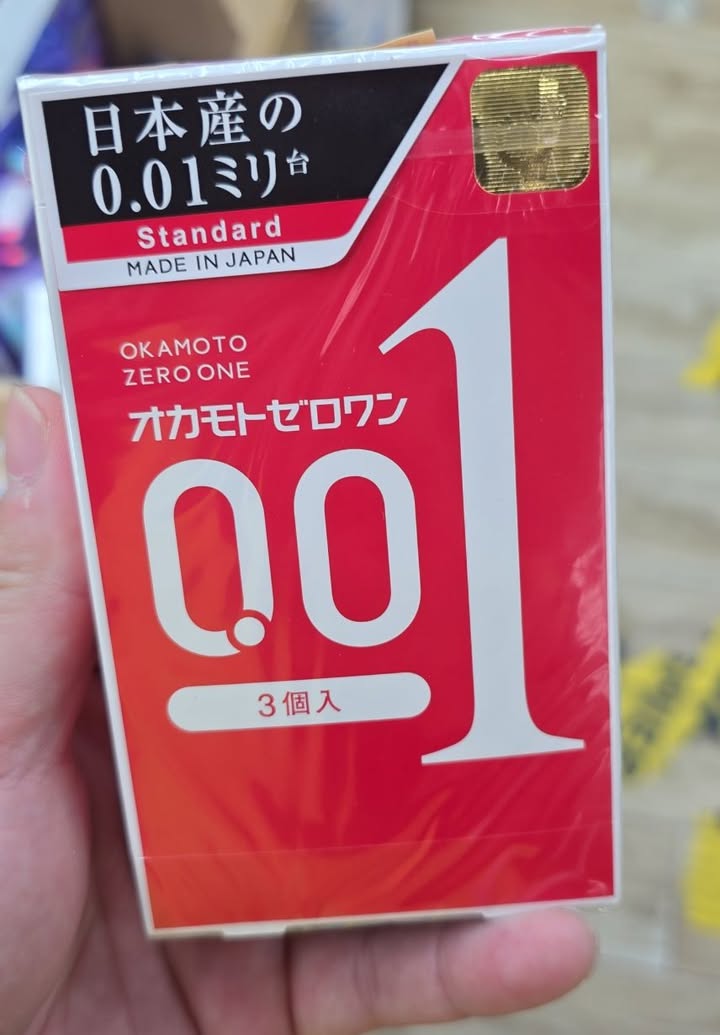 日本産の
0.01ミリ台
Standard
MADE IN JAPAN
OKAMOTO
ZERO ONE
オカモトゼロワン
0.01
3個入